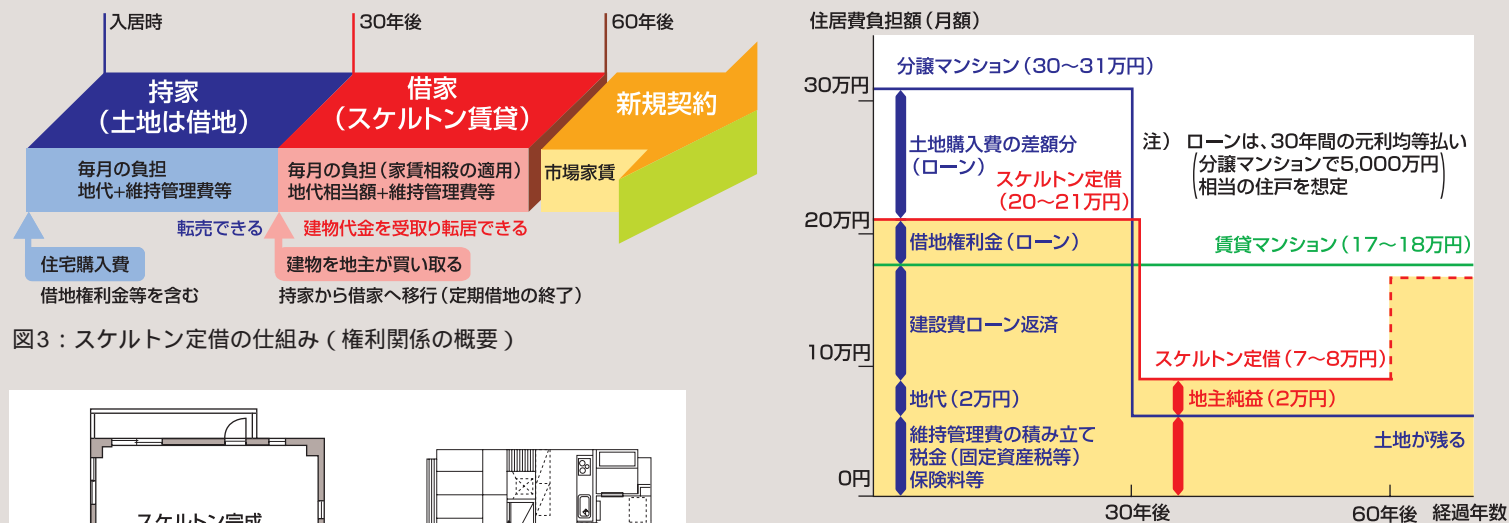 入居時
30年後
60年後
持家
(土地は借地)
借家
(スケルトン賃貸)
新規契約
毎月の負担
地代+維持管理費等
毎月の負担(家賃相殺の適用)
地代相当額+維持管理費等
市場家賃
転売できる
建物代金を受取り転居できる
住宅購入費
建物を地主が買い取る
借地権利金等を含む
持家から借家へ移行(定期借地の終了)
図3:スケルトン定借の仕組み(権利関係の概要)
スケルトン完成
住居費負担額(月額)
30万円
20万円
10万円
0円
分譲マンション(30〜31万円)
土地購入費の差額分
(ローン)
スケルトン定借
(20〜21万円)
注) ローンは、30年間の元利均等払い
(分譲マンションで5,000万円
相当の住戸を想定)
借地権利金(ローン)
賃貸マンション(17〜18万円)
建設費ローン返済
スケルトン定借(7〜8万円)
地代(2万円)
地主純益(2万円)
維持管理費の積み立て
税金(固定資産税等)
保険料等
土地が残る
30年後
60年後
経過年数